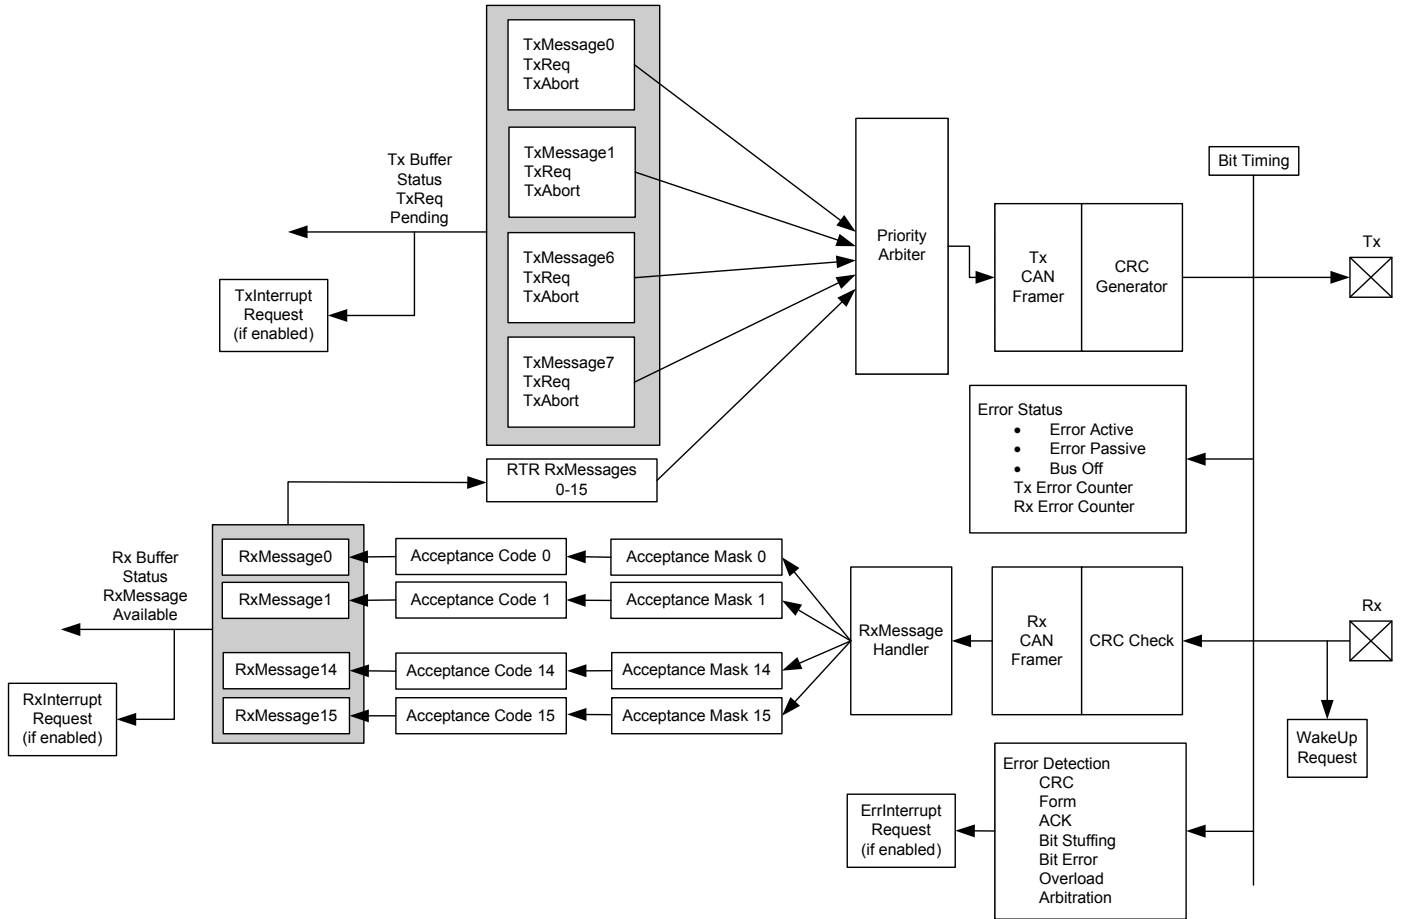 TxMessage0
TxReq
TxAbort
TxMessage1
TxReq
TxAbort
TxMessage6
TxReq
TxAbort
TxMessage7
TxReq
TxAbort
Tx Buffer
Status
TxReq
Pending
TxInterrupt
Request
(if enabled)
Priority
Arbiter
Tx
CAN
Framer
CRC
Generator
Bit Timing
Tx
Error Status
• Error Active
• Error Passive
• Bus Off
Tx Error Counter
Rx Error Counter
RTR RxMessages
0-15
Rx Buffer
Status
RxMessage
Available
RxInterrupt
Request
(if enabled)
RxMessage0
Acceptance Code 0
Acceptance Mask 0
RxMessage1
Acceptance Code 1
Acceptance Mask 1
RxMessage14
Acceptance Code 14
Acceptance Mask 14
RxMessage15
Acceptance Code 15
Acceptance Mask 15
RxMessage
Handler
Rx
CAN
Framer
CRC Check
Rx
WakeUp
Request
Error Detection
CRC
Form
ACK
Bit Stuffing
Bit Error
Overload
Arbitration
ErrInterrupt
Request
(if enabled)